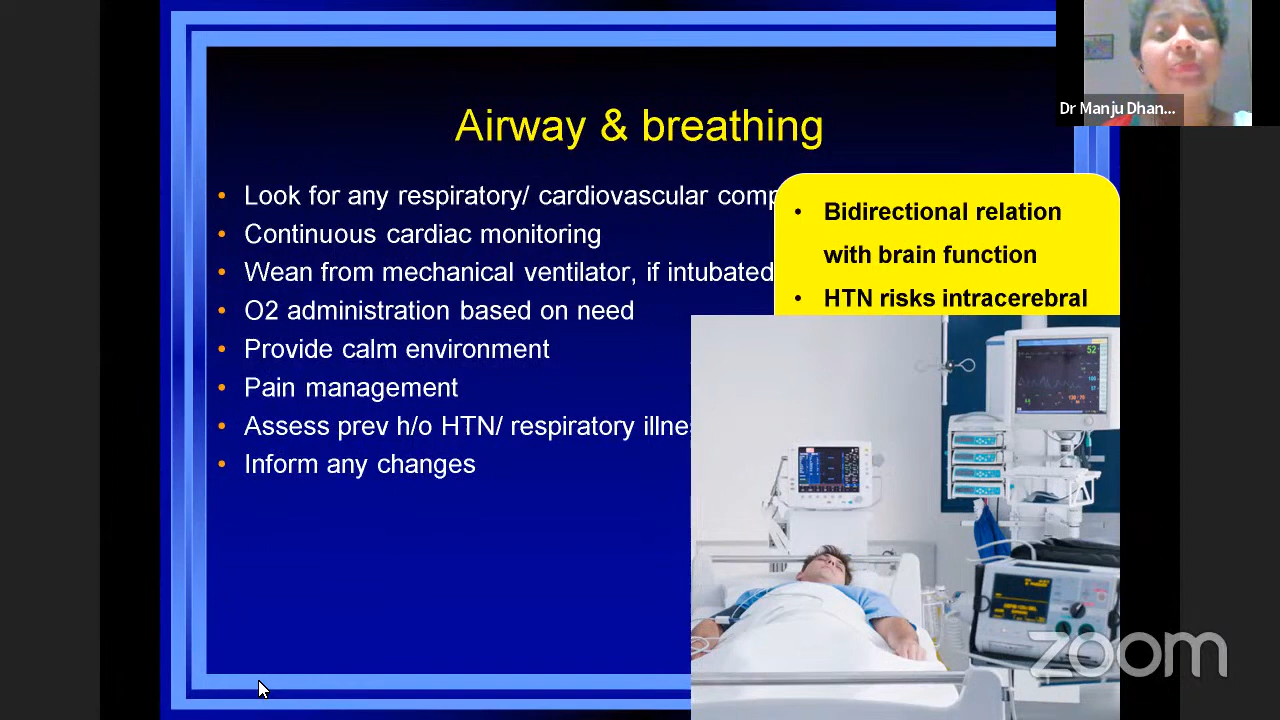 Airway & breathing
• Look for any respiratory/ cardiovascular comp
• Continuous cardiac monitoring
• Wean from mechanical ventilator, if intubated
• O2 administration based on need
• Provide calm environment
• Pain management
• Assess prev h/o HTN/ respiratory illnes
• Inform any changes
• Bidirectional relation
with brain function
• HTN risks intracerebral
Dr Manju Dhan...
52
zoom